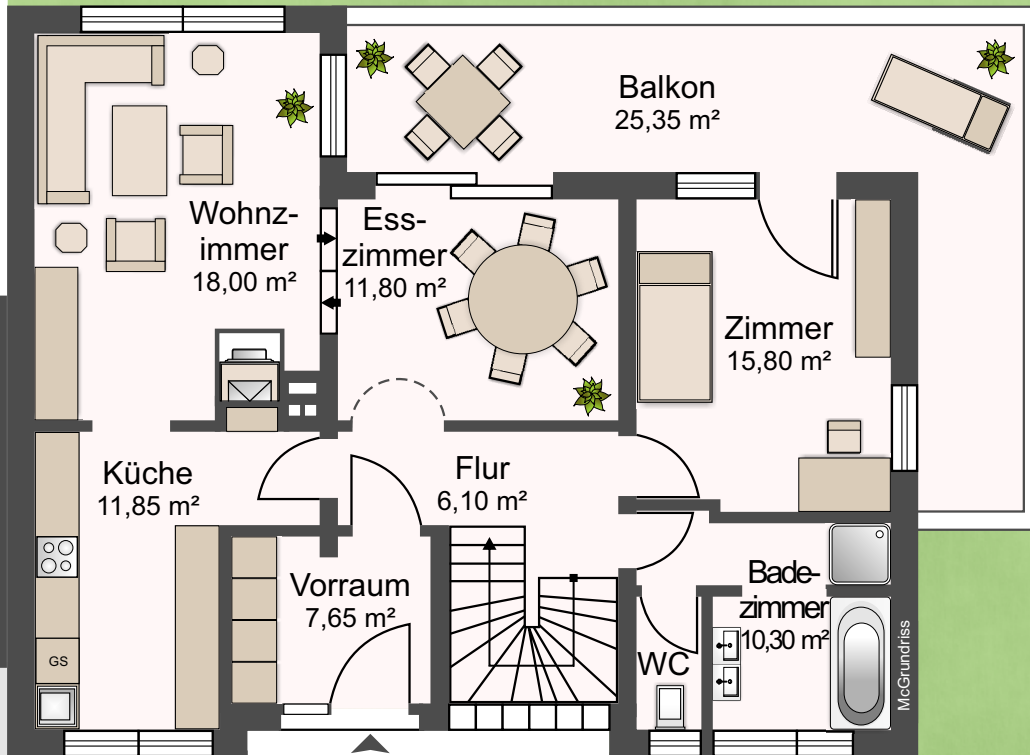 Balkon
25,35 m²
Wohnz-
immer
18,00 m²
Ess-
zimmer
11,80 m²
Zimmer
15,80 m²
Küche
11,85 m²
Flur
6,10 m²
Vorraum
7,65 m²
Bade-
zimmer
10,30 m²
WC
GS
McGrundriss